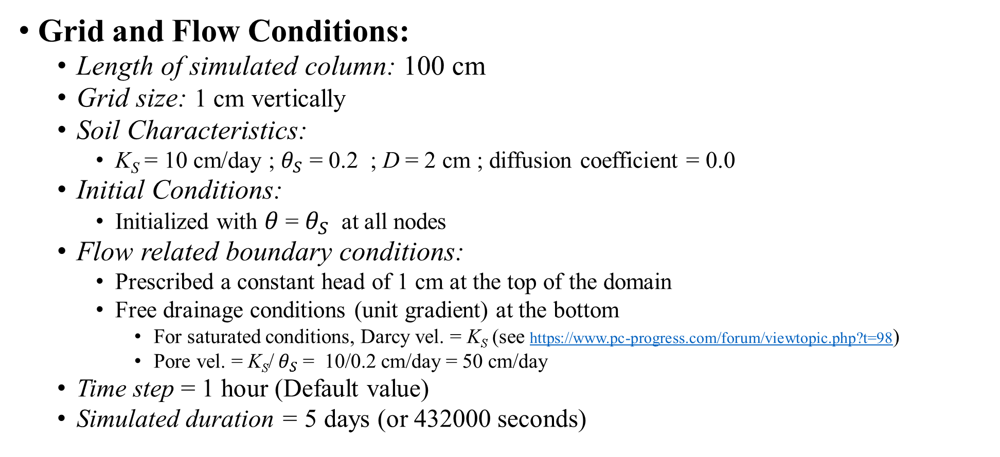 • Grid and Flow Conditions:
• Length of simulated column: 100 cm
• Grid size: 1 cm vertically
• Soil Characteristics:
• K_S = 10 cm/day ; θ_S = 0.2 ; D = 2 cm ; diffusion coefficient = 0.0
• Initial Conditions:
• Initialized with θ = θ_S at all nodes
• Flow related boundary conditions:
• Prescribed a constant head of 1 cm at the top of the domain
• Free drainage conditions (unit gradient) at the bottom
• For saturated conditions, Darcy vel. = K_S (see https://www.pc-progress.com/forum/viewtopic.php?t=98)
• Pore vel. = K_S/ θ_S = 10/0.2 cm/day = 50 cm/day
• Time step = 1 hour (Default value)
• Simulated duration = 5 days (or 432000 seconds)